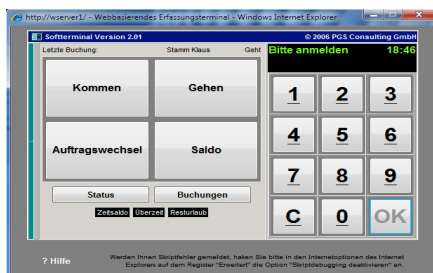 http://wserver1/ - Webbasierendes Erfassungsterminal - Windows Internet Explorer
Softterminal Version 2.01
© 2006 PGS Consulting GmbH
Letzte Buchung: Stamm Klaus Geht
Bitte anmelden 18:46
Kommen
Gehen
Auftragswechsel
Saldo
Status
Buchungen
Zeitsaldo Überzeit Resturlaub
1 2 3
4 5 6
7 8 9
C 0 OK
? Hilfe
Werden Ihnen Skriptfehler gemeldet, haken Sie bitte in den Internetoptionen des Internet
Explorers auf dem Register "Erweitert" die Option "Skriptdebugging deaktivieren" an.